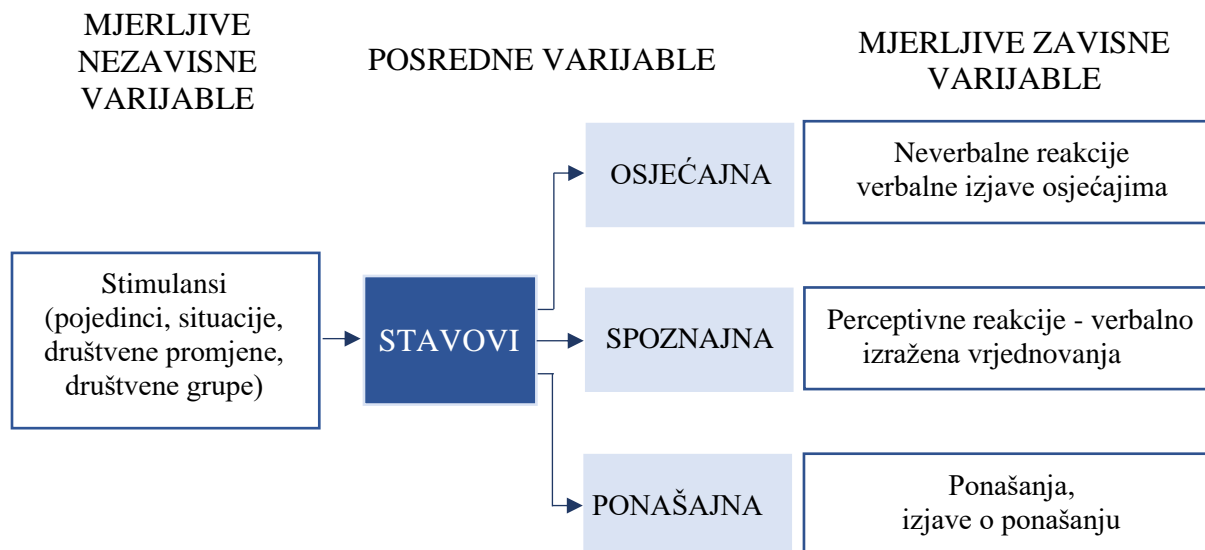 MJERLJIVE
NEZAVISNE
VARIJABLE
POSREDNE VARIJABLE
MJERLJIVE ZAVISNE
VARIJABLE
Stimulansi
(pojedinci, situacije,
društvene promjene,
društvene grupe)
STAVOVI
OSJEĆAJNA
Neverbalne reakcije
verbalne izjave osjećajima
SPOZNAJNA
Perceptivne reakcije - verbalno
izražena vrjednovanja
PONAŠAJNA
Ponašanja,
izjave o ponašanju